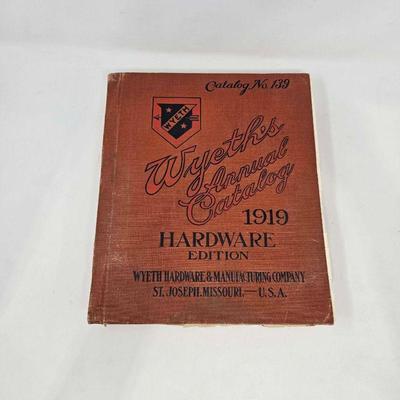 Catalog No. 139
WYETH
Wyeth's
Annual
Catalog
1919
HARDWARE
EDITION
WYETH HARDWARE & MANUFACTURING COMPANY
ST. JOSEPH, MISSOURI. — U.S.A.